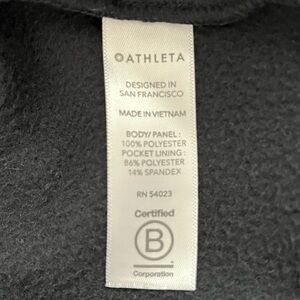 ATHLETA
DESIGNED IN
SAN FRANCISCO
MADE IN VIETNAM
BODY/PANEL:
100% POLYESTER
POCKET LINING:
86% POLYESTER
14% SPANDEX
RN 54023
Certified
B
Corporation